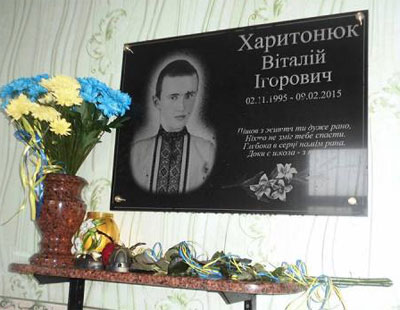 Харитонюк
Віталій
Ігорович
02.11.1995 - 09.02.2015
Пішов з життя ти дуже рано,
Ніхто не зміг тебе спасти.
Глибока в серці нашім рана.
Доки є школа - з